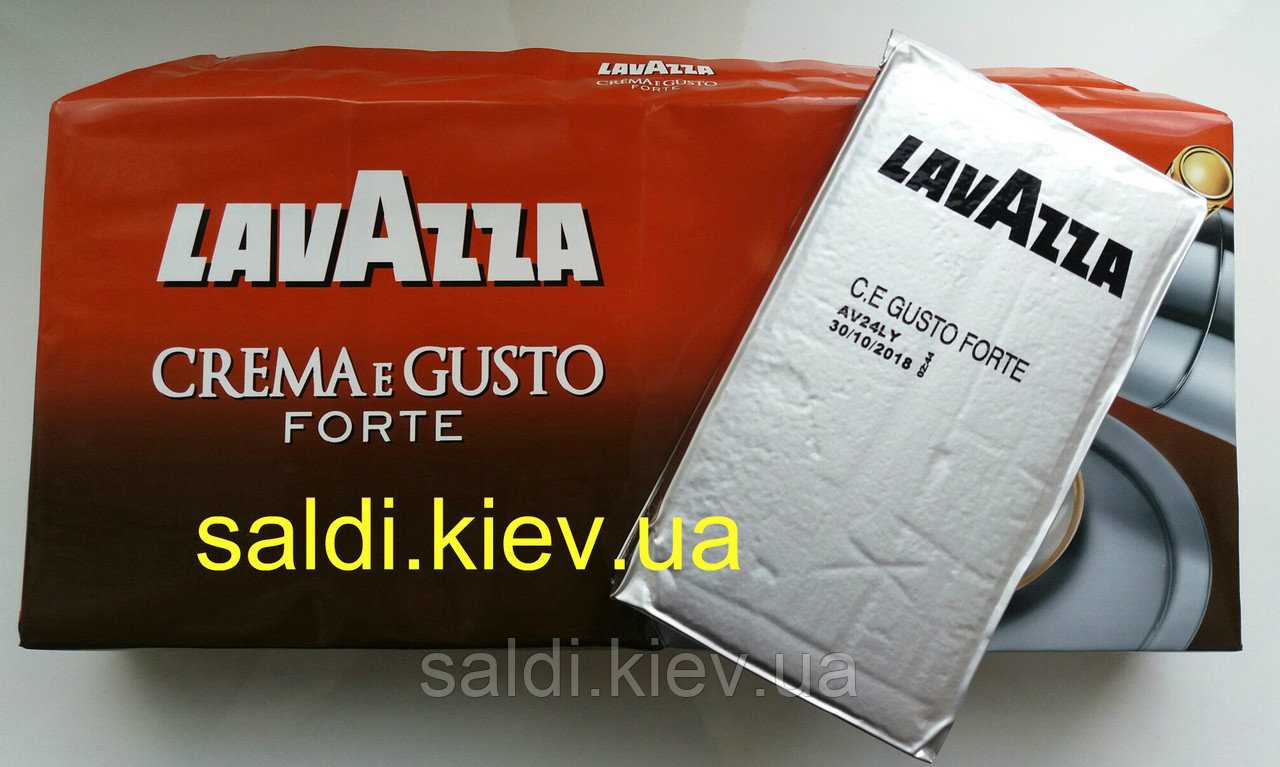 LAVAZZA
CREMA E GUSTO
FORTE
LAVAZZA
CREMA E GUSTO
FORTE
LAVAZZA
C.E GUSTO FORTE
AV24LY
30/10/2018
saldi.kiev.ua
saldi.kiev.ua